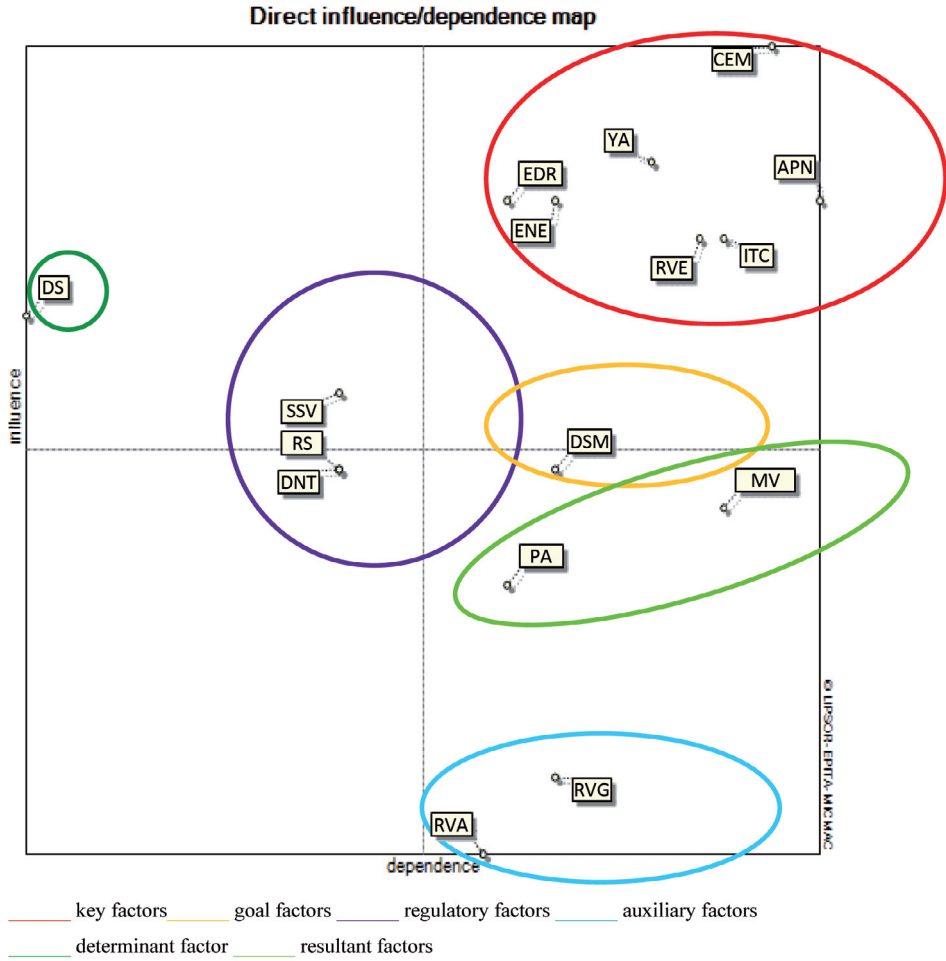 Direct influence/dependence map
CEM
YA
EDR
APN
ENE
RVE
ITC
DS
influence
SSV
RS
DSM
DNT
MV
PA
© LIPSOR-EPITA-MICMAC
RVG
RVA
dependence
key factors goal factors regulatory factors auxiliary factors
determinant factor resultant factors